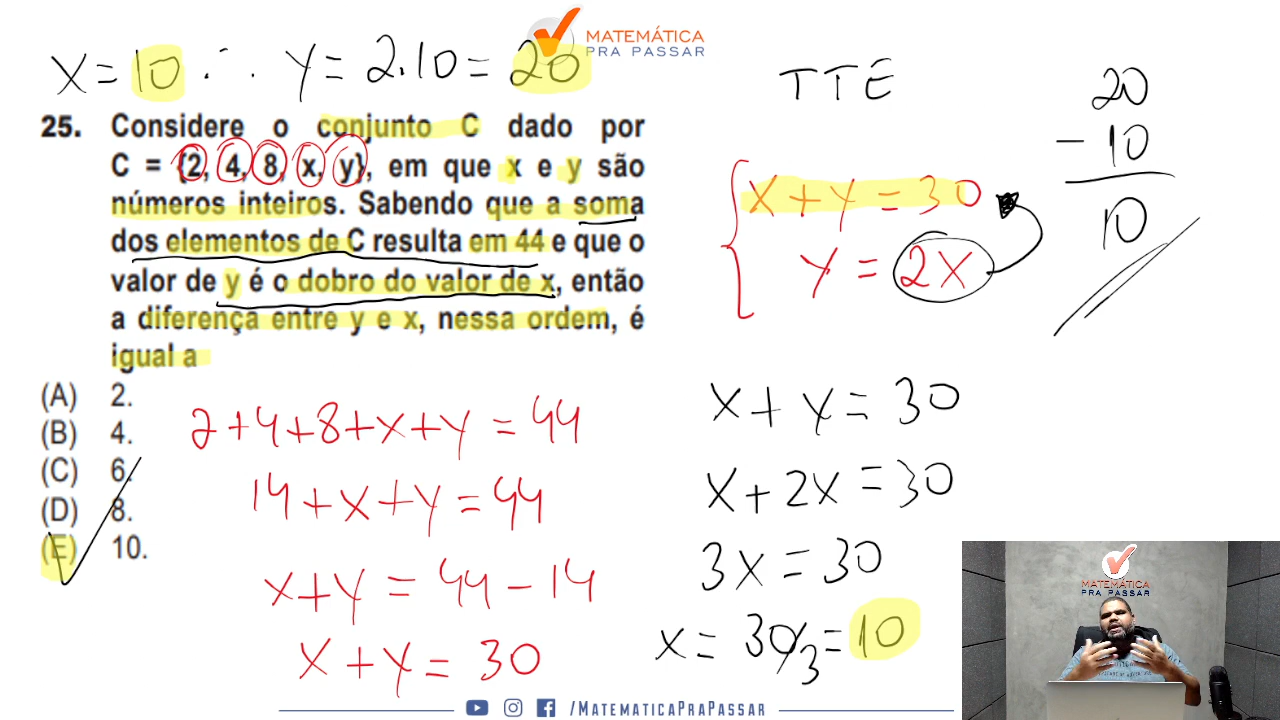 MATEMÁTICA
PRA PASSAR
X = 10 ∴ Y = 2.10 = 20
25. Considere o conjunto C dado por
C = {2, 4, 8, x, y}, em que x e y são
números inteiros. Sabendo que a soma
dos elementos de C resulta em 44 e que o
valor de y é o dobro do valor de x, então
a diferença entre y e x, nessa ordem, é
igual a
(A) 2.
(B) 4.
(C) 6.
(D) 8.
(E) 10.
2+4+8+X+Y = 44
14+X+Y = 44
X+Y = 44 - 14
X+Y = 30
TTE
X+Y = 30
Y = 2X
20
- 10
10
X+Y = 30
X+2X = 30
3X = 30
X = 30/3 = 10
MATEMÁTICA
PRA PASSAR
/MATEMATICAPRAPASSAR